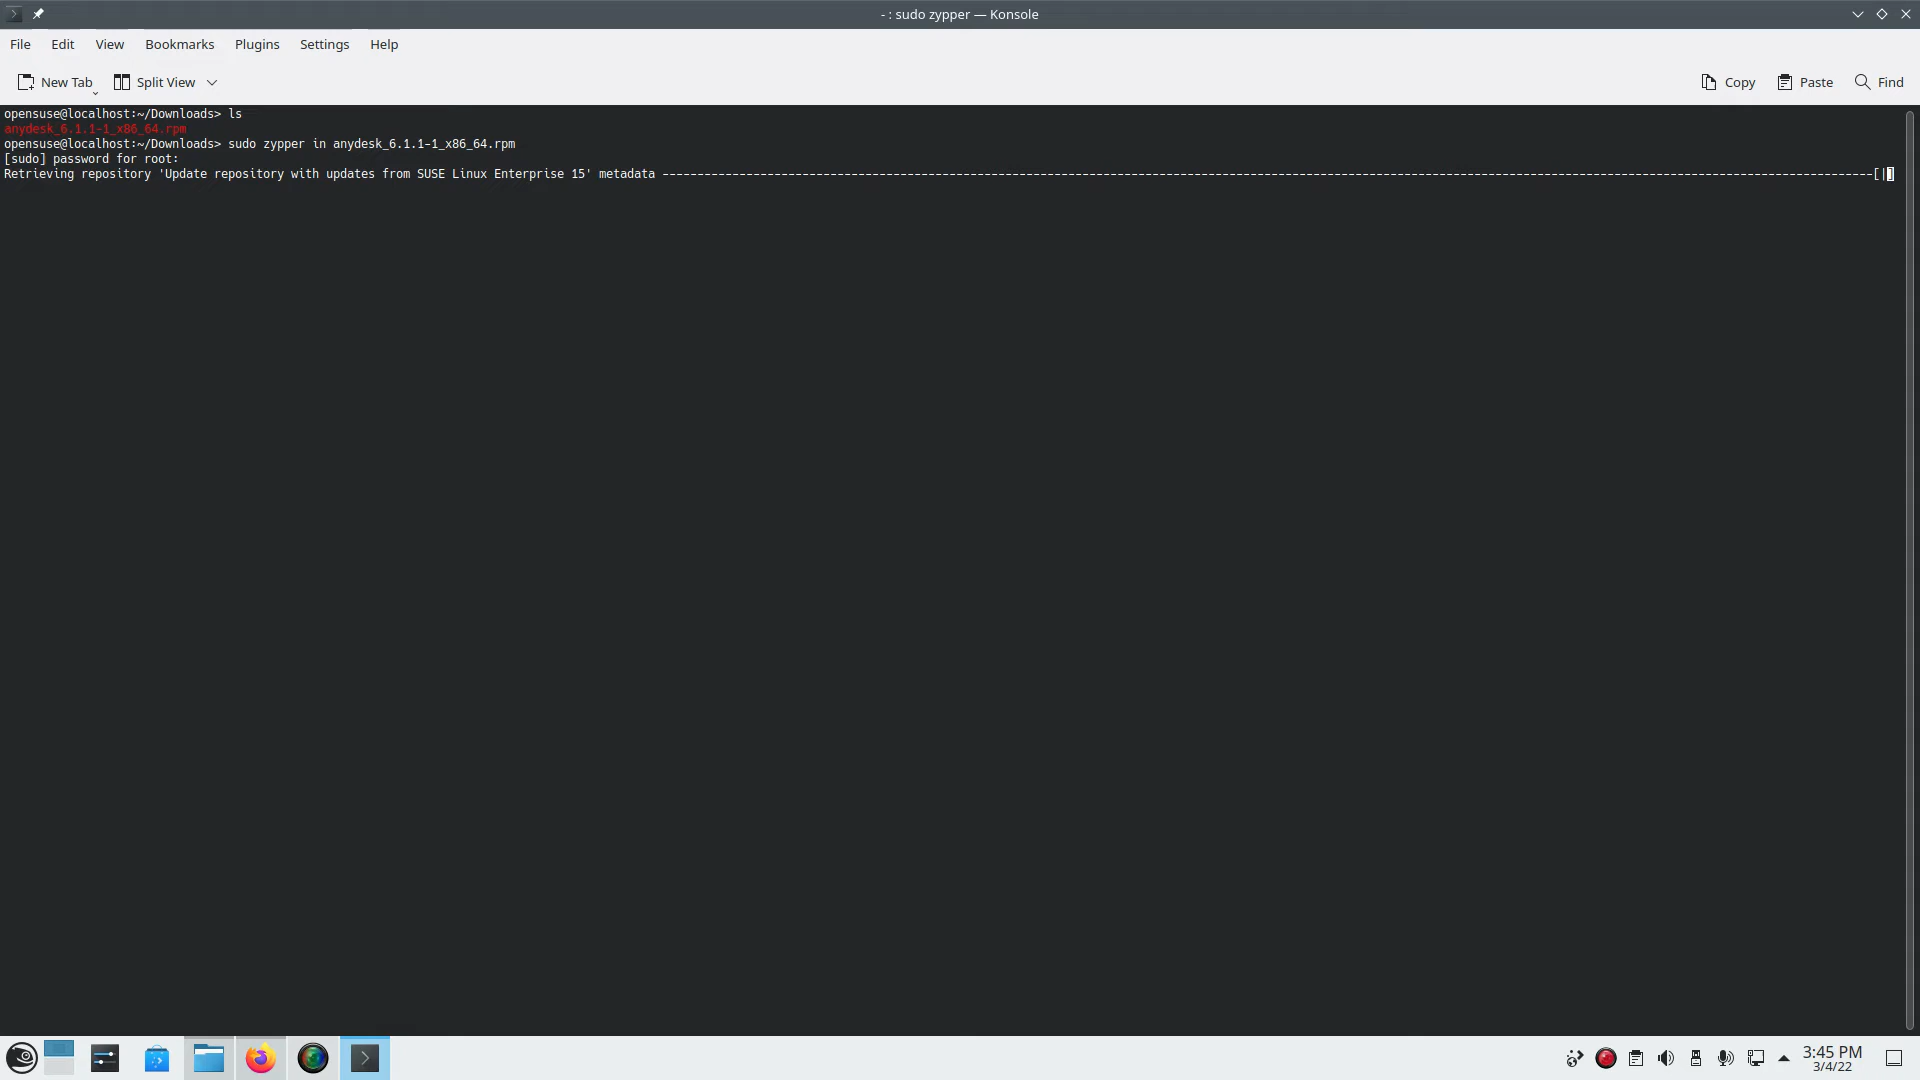 - : sudo zypper — Konsole
File Edit View Bookmarks Plugins Settings Help
New Tab Split View Copy Paste Find
opensuse@localhost:~/Downloads> ls
anydesk_6.1.1-1_x86_64.rpm
opensuse@localhost:~/Downloads> sudo zypper in anydesk_6.1.1-1_x86_64.rpm
[sudo] password for root:
Retrieving repository 'Update repository with updates from SUSE Linux Enterprise 15' metadata -----------------------------------------------------------------------------------------------------------------------------------------------------------------------------[|]
3:45 PM
3/4/22